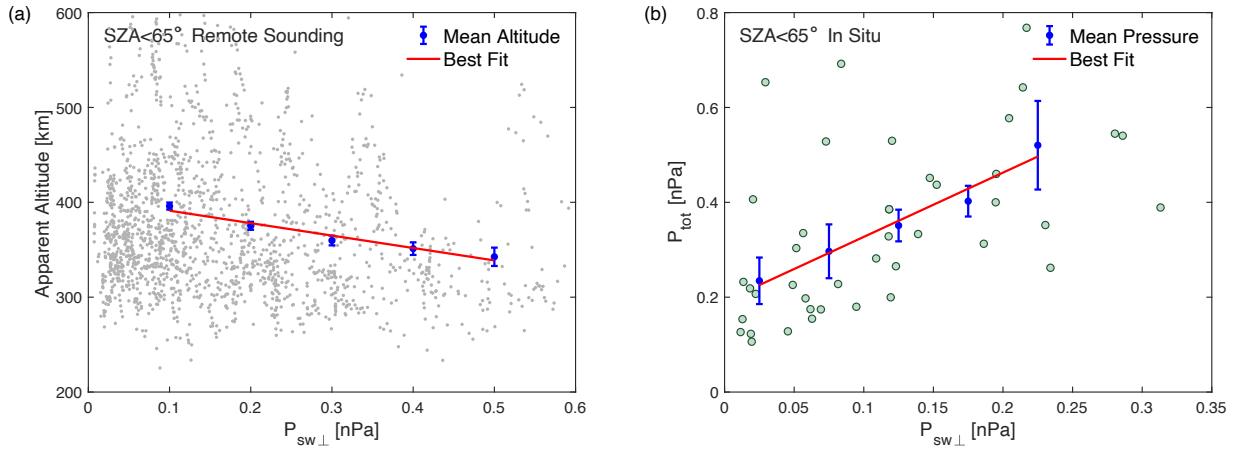 (a)
SZA<65° Remote Sounding
Mean Altitude
Best Fit
600
500
400
300
200
Apparent Altitude [km]
0
0.1
0.2
0.3
0.4
0.5
0.6
P_sw⊥ [nPa]
(b)
SZA<65° In Situ
Mean Pressure
Best Fit
0.8
0.6
0.4
0.2
0
P_tot [nPa]
0
0.05
0.1
0.15
0.2
0.25
0.3
0.35
P_sw⊥ [nPa]